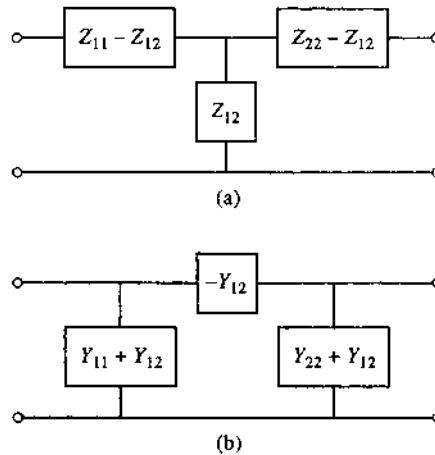 Z₁₁ − Z₁₂ Z₂₂ − Z₁₂
Z₁₂
(a)
−Y₁₂
Y₁₁ + Y₁₂ Y₂₂ + Y₁₂
(b)